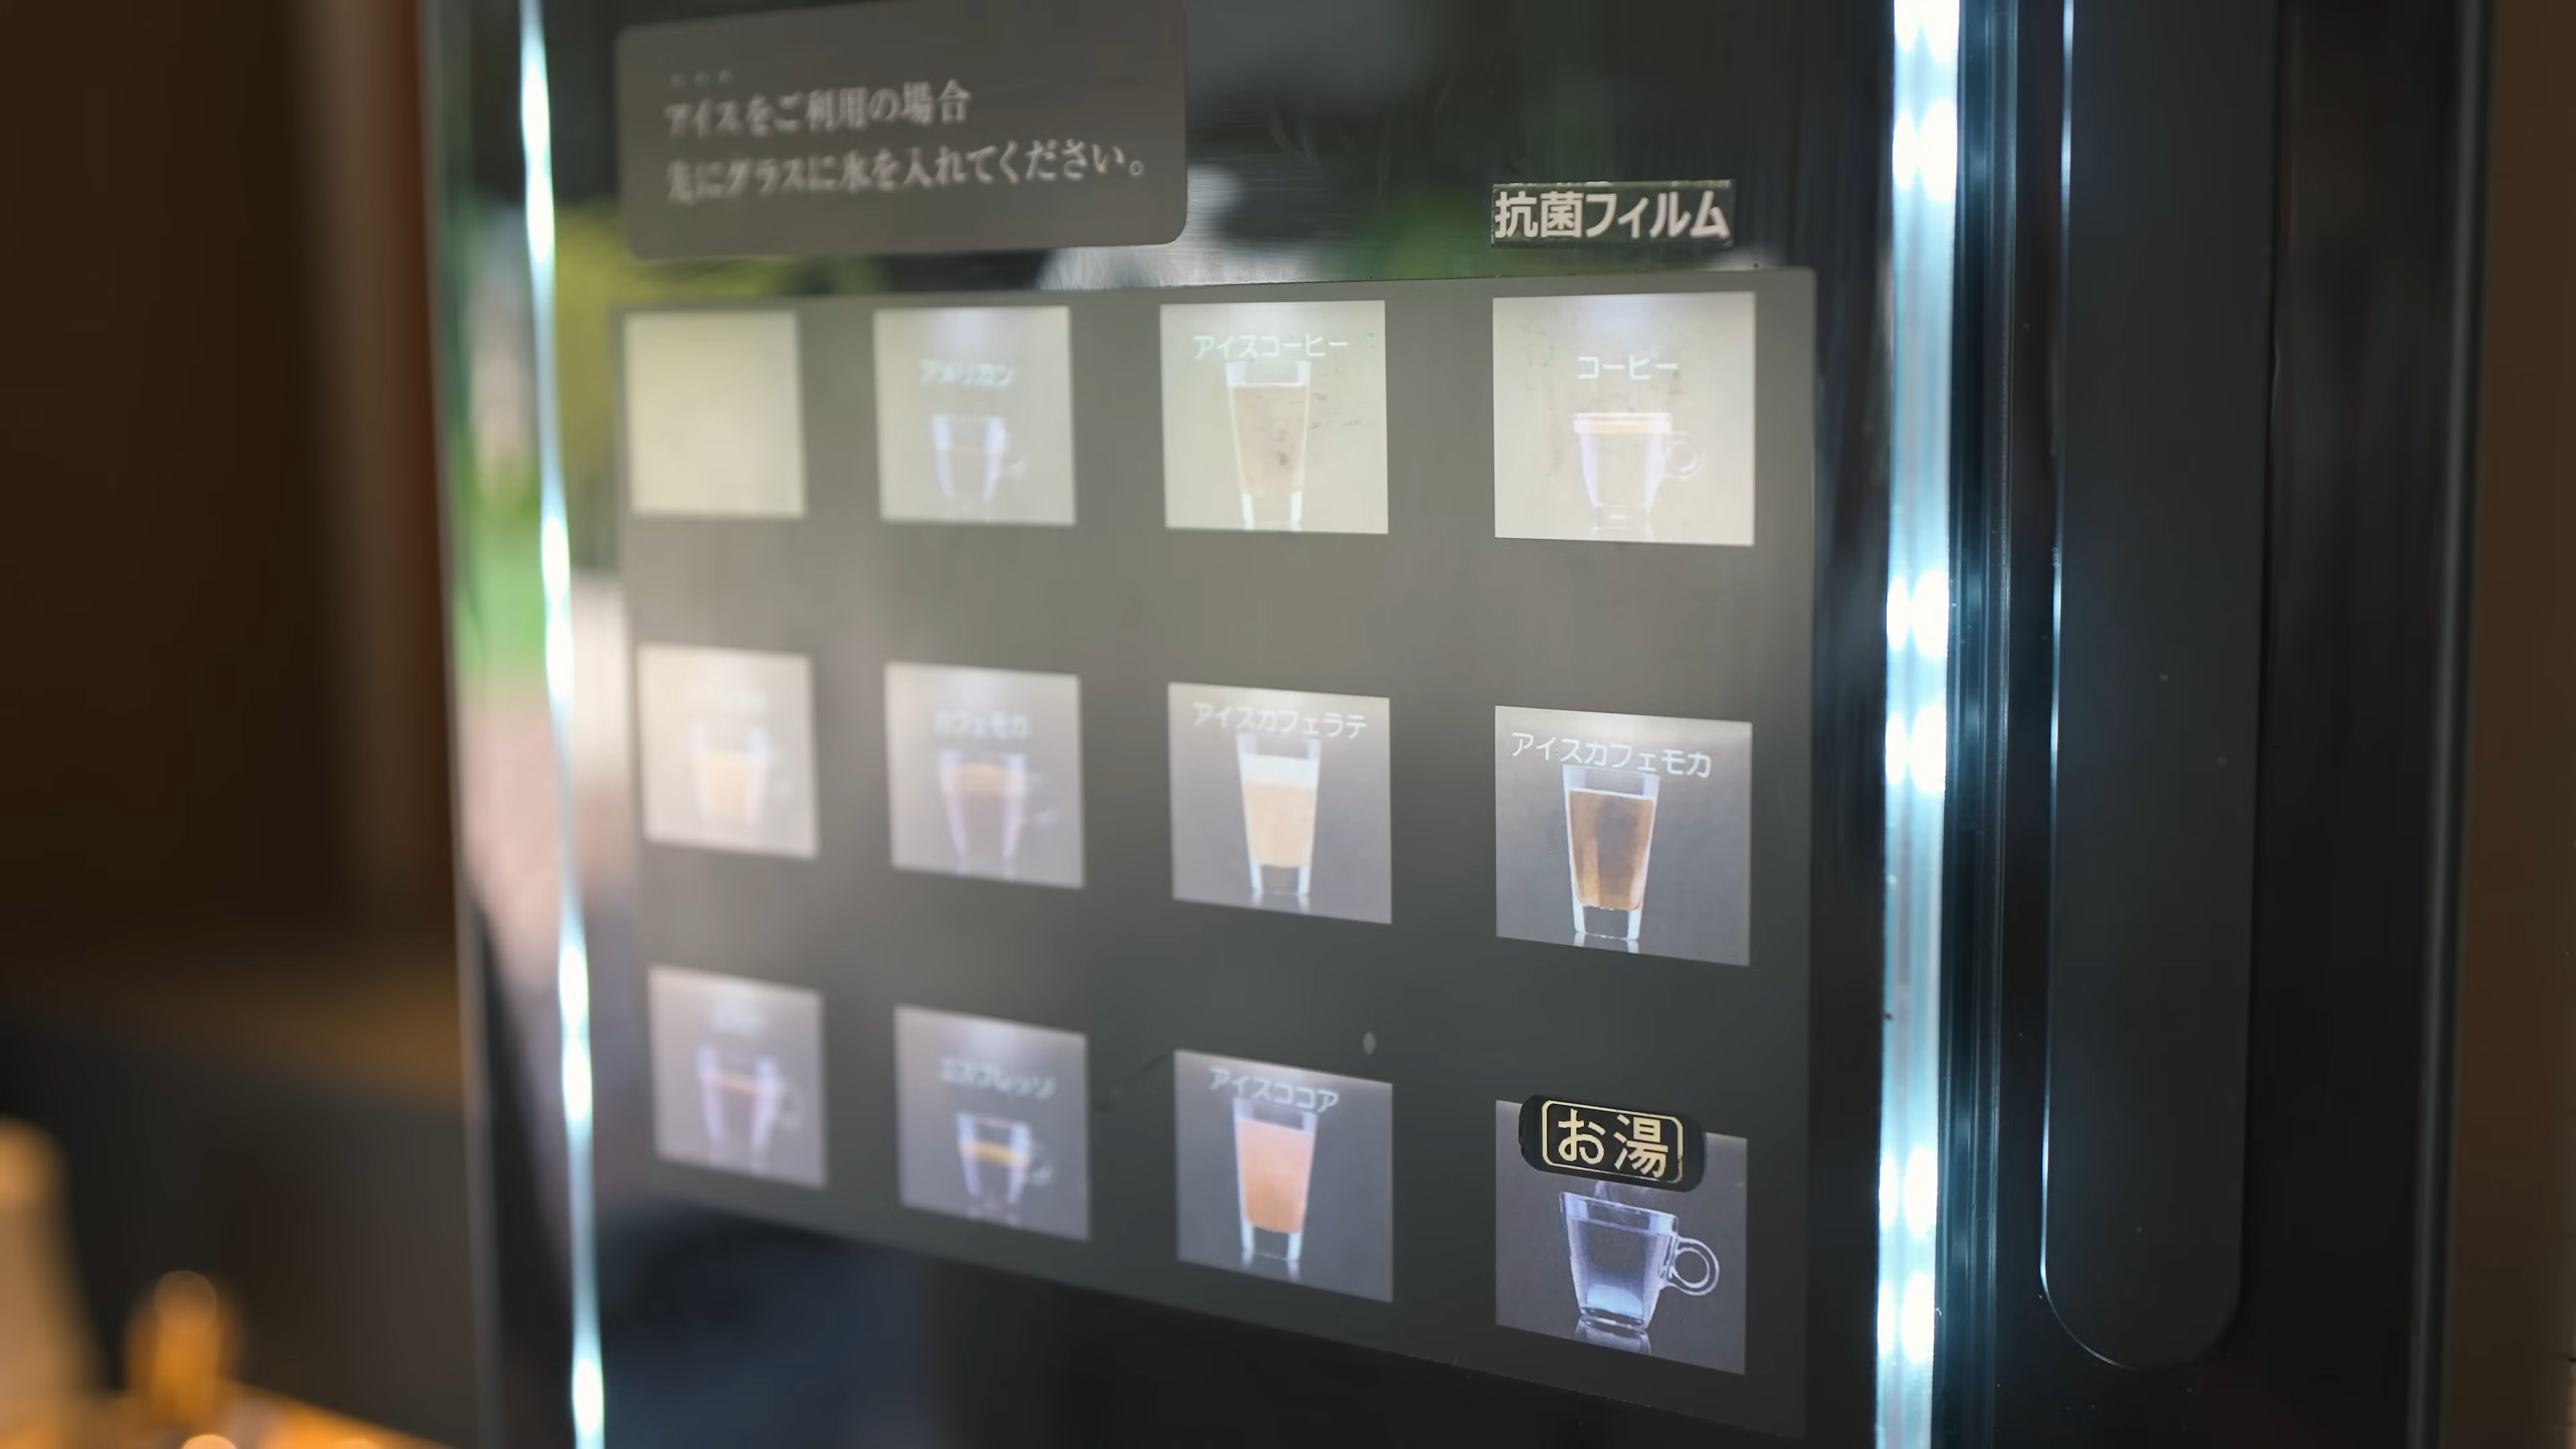 アイスをご利用の場合
先にグラスに氷を入れてください。
抗菌フィルム
アメリカン
アイスコーヒー
コーヒー
カフェモカ
アイスカフェラテ
アイスカフェモカ
エスプレッソ
アイスココア
お湯